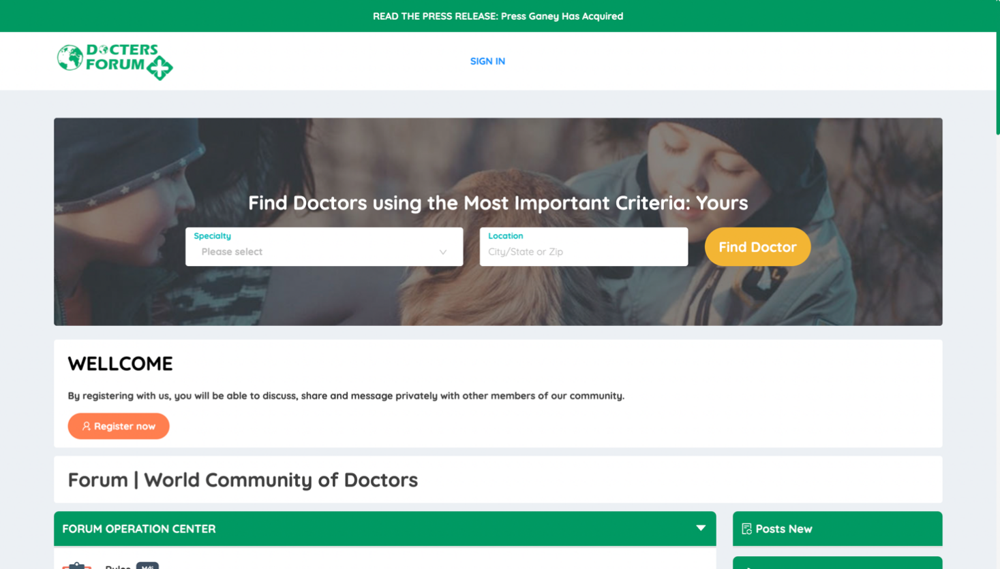 READ THE PRESS RELEASE: Press Ganey Has Acquired
DOCTERS
FORUM
SIGN IN
Find Doctors using the Most Important Criteria: Yours
Specialty
Please select
Location
City/State or Zip
Find Doctor
WELLCOME
By registering with us, you will be able to discuss, share and message privately with other members of our community.
Register now
Forum | World Community of Doctors
FORUM OPERATION CENTER
Posts New
Rules